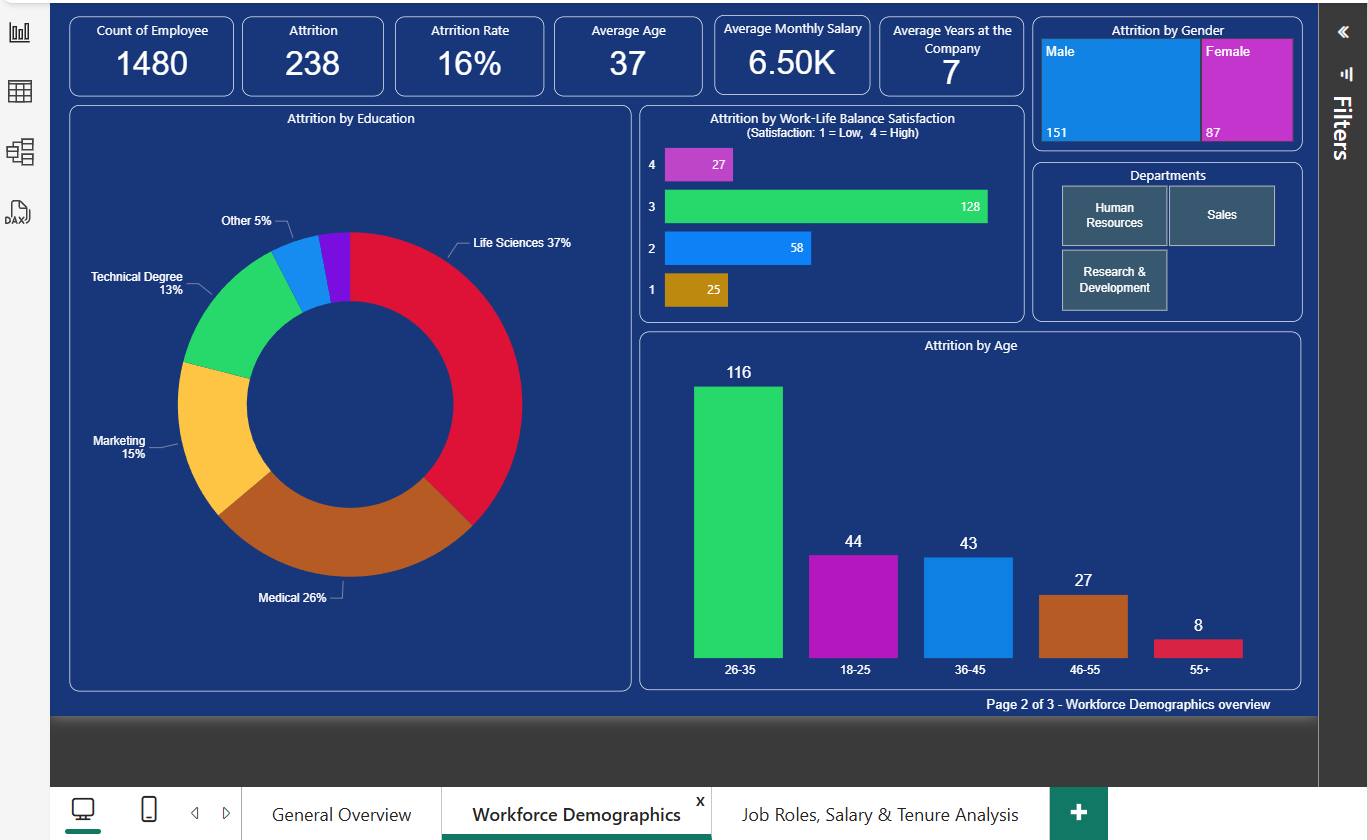 Count of Employee
1480
Attrition
238
Atrrition Rate
16%
Average Age
37
Average Monthly Salary
6.50K
Average Years at the
Company
7
Attrition by Gender
Male
151
Female
87
Filters
DAX
Attrition by Education
Other 5%
Life Sciences 37%
Technical Degree
13%
Marketing
15%
Medical 26%
Attrition by Work-Life Balance Satisfaction
(Satisfaction: 1 = Low, 4 = High)
4
27
3
128
2
58
1
25
Departments
Human
Resources
Sales
Research &
Development
Attrition by Age
116
44
43
27
8
26-35
18-25
36-45
46-55
55+
Page 2 of 3 - Workforce Demographics overview
General Overview
Workforce Demographics
x
Job Roles, Salary & Tenure Analysis
+